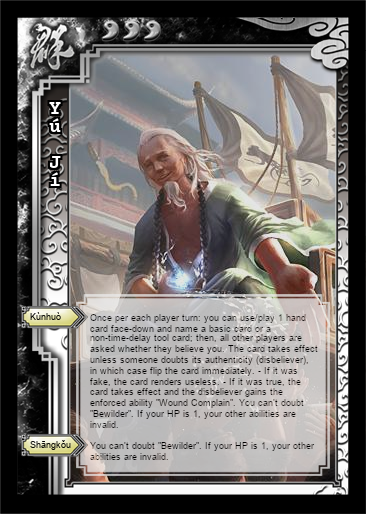 群
Yú Jí
Kùnhuò
Once per each player turn: you can use/play 1 hand
card face-down and name a basic card or a
non-time-delay tool card; then, all other players are
asked whether they believe you. The card takes effect
unless someone doubts its authenticity (disbeliever),
in which case flip the card immediately. - If it was
fake, the card renders useless. - If it was true, the
card takes effect and the disbeliever gains the
enforced ability "Wound Complain". You can't doubt
"Bewilder". If your HP is 1, your other abilities are
invalid.
Shāngkǒu
You can't doubt "Bewilder". If your HP is 1, your other
abilities are invalid.